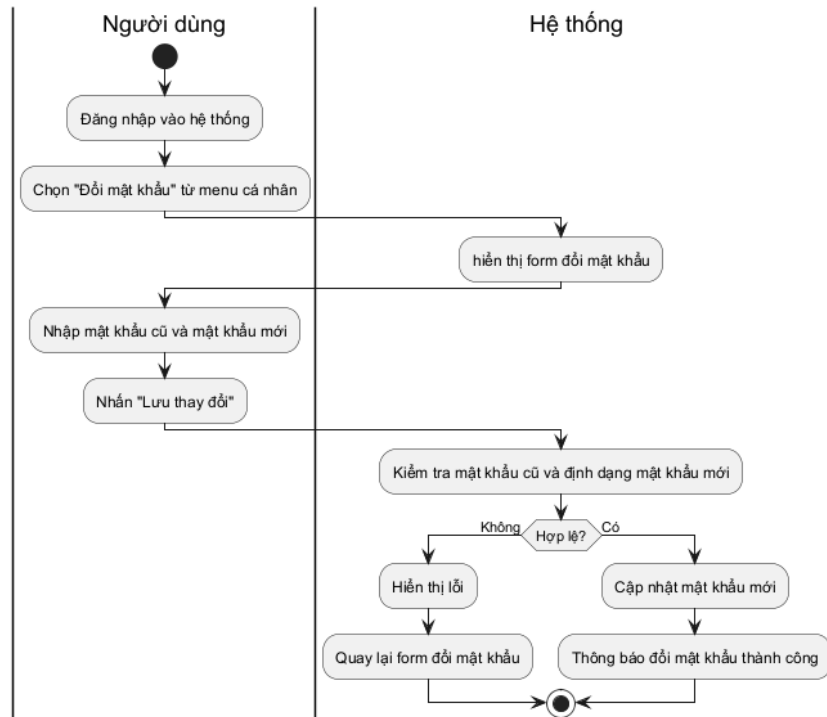 Người dùng
Hệ thống
Đăng nhập vào hệ thống
Chọn "Đổi mật khẩu" từ menu cá nhân
hiển thị form đổi mật khẩu
Nhập mật khẩu cũ và mật khẩu mới
Nhấn "Lưu thay đổi"
Kiểm tra mật khẩu cũ và định dạng mật khẩu mới
Không
Hợp lệ?
Có
Hiển thị lỗi
Cập nhật mật khẩu mới
Quay lại form đổi mật khẩu
Thông báo đổi mật khẩu thành công